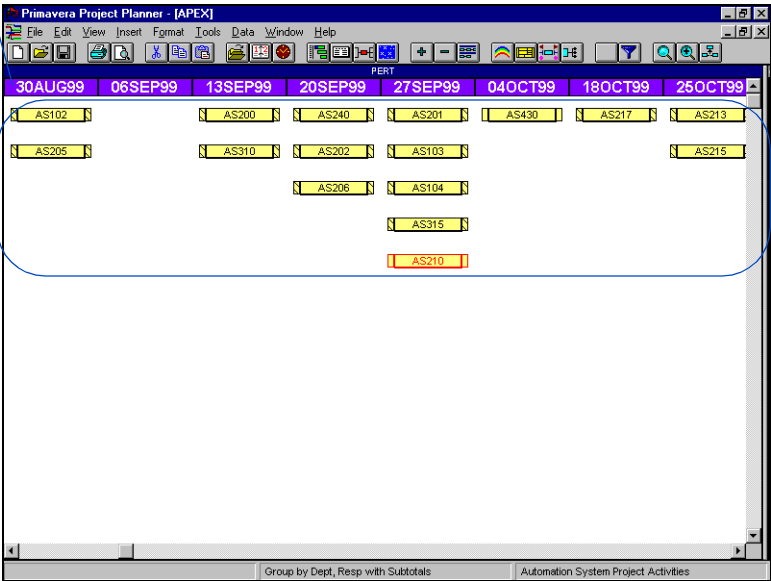 Primavera Project Planner - [APEX]
File Edit View Insert Format Tools Data Window Help
PERT
30AUG99 06SEP99 13SEP99 20SEP99 27SEP99 04OCT99 18OCT99 25OCT99
AS102 AS200 AS240 AS201 AS430 AS217 AS213
AS205 AS310 AS202 AS103 AS215
AS206 AS104
AS315
AS210
Group by Dept, Resp with Subtotals Automation System Project Activities